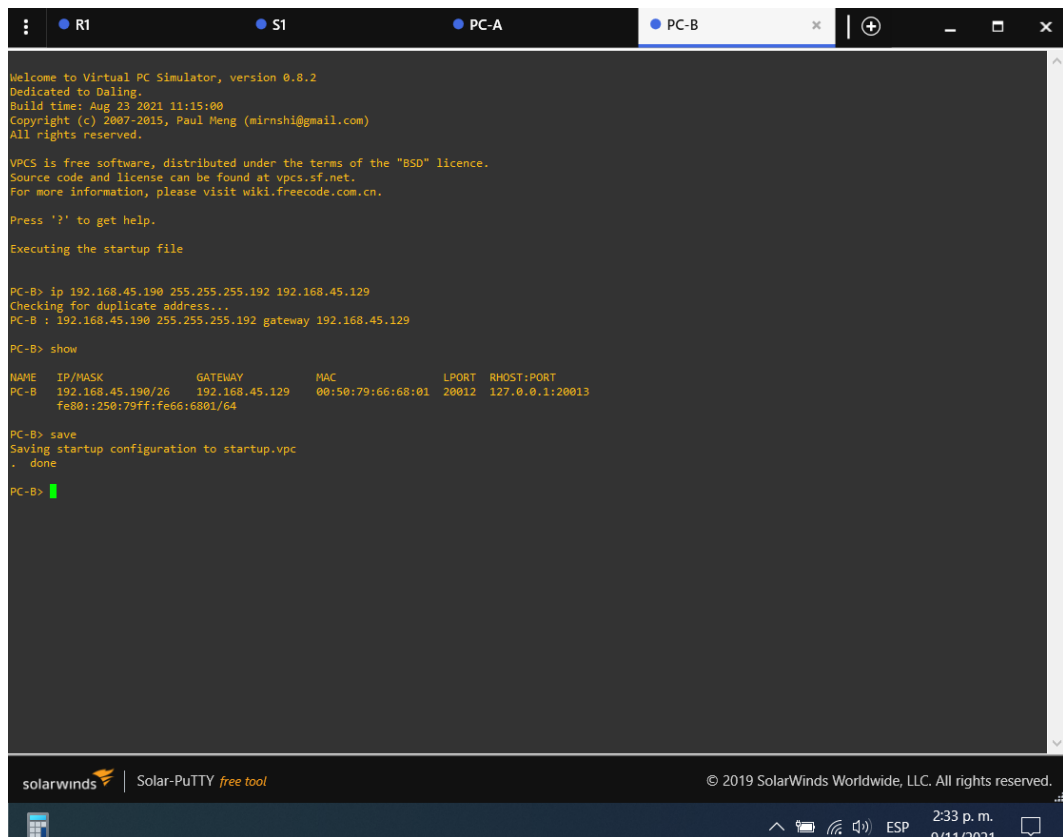 R1 S1 PC-A PC-B
Welcome to Virtual PC Simulator, version 0.8.2
Dedicated to Daling.
Build time: Aug 23 2021 11:15:00
Copyright (c) 2007-2015, Paul Meng (mirnshi@gmail.com)
All rights reserved.
VPCS is free software, distributed under the terms of the "BSD" licence.
Source code and license can be found at vpcs.sf.net.
For more information, please visit wiki.freecode.com.cn.
Press '?' to get help.
Executing the startup file
PC-B> ip 192.168.45.190 255.255.255.192 192.168.45.129
Checking for duplicate address...
PC-B : 192.168.45.190 255.255.255.192 gateway 192.168.45.129
PC-B> show
NAME IP/MASK GATEWAY MAC LPORT RHOST:PORT
PC-B 192.168.45.190/26 192.168.45.129 00:50:79:66:68:01 20012 127.0.0.1:20013
fe80::250:79ff:fe66:6801/64
PC-B> save
Saving startup configuration to startup.vpc
. done
PC-B>
solarwinds Solar-PuTTY free tool © 2019 SolarWinds Worldwide, LLC. All rights reserved.
ESP 2:33 p. m.
9/11/2021